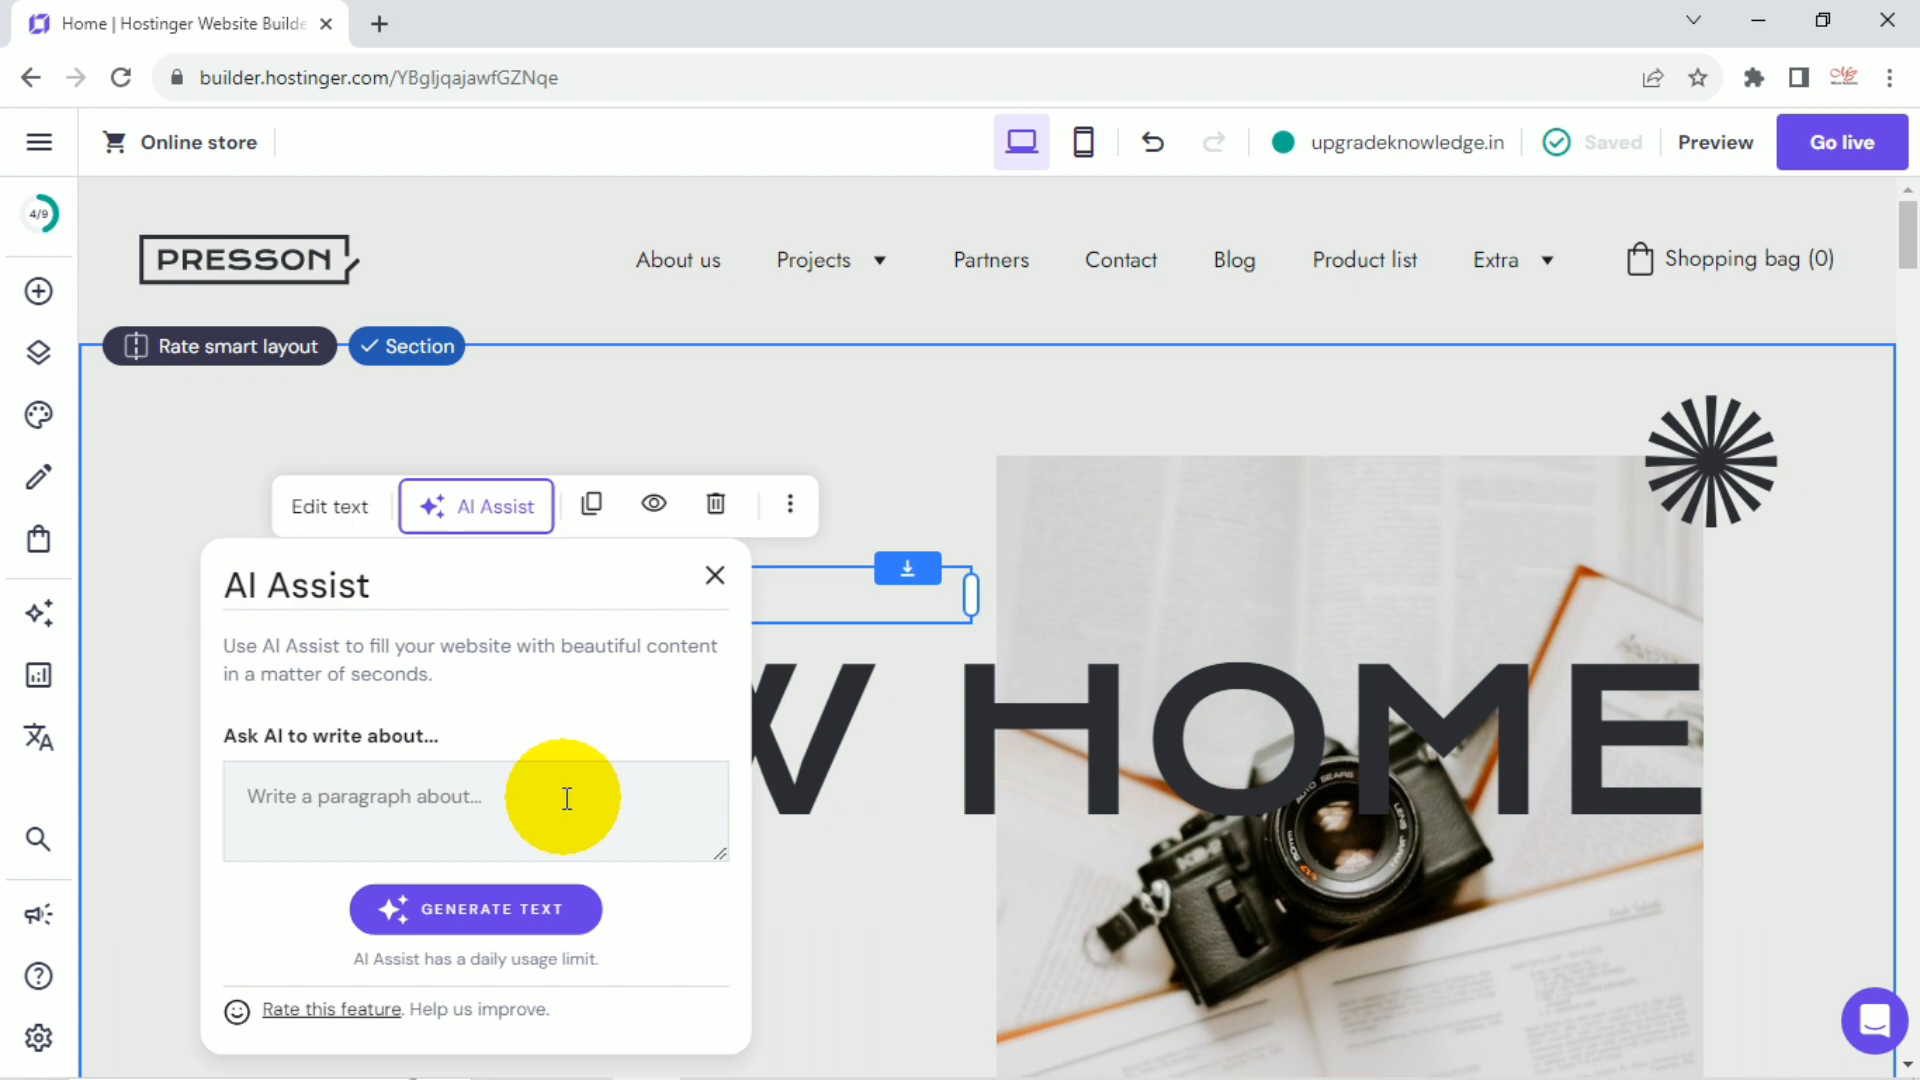 Home | Hostinger Website Builde
builder.hostinger.com/YBgIjqajawfGZNqe
Online store
upgradeknowledge.in
Saved
Preview
Go live
4/9
PRESSON
About us
Projects
Partners
Contact
Blog
Product list
Extra
Shopping bag (0)
Rate smart layout
Section
Edit text
AI Assist
AI Assist
Use AI Assist to fill your website with beautiful content
in a matter of seconds.
W HOME
Ask AI to write about...
Write a paragraph about...
GENERATE TEXT
AI Assist has a daily usage limit.
Rate this feature. Help us improve.
AUTO SEARS